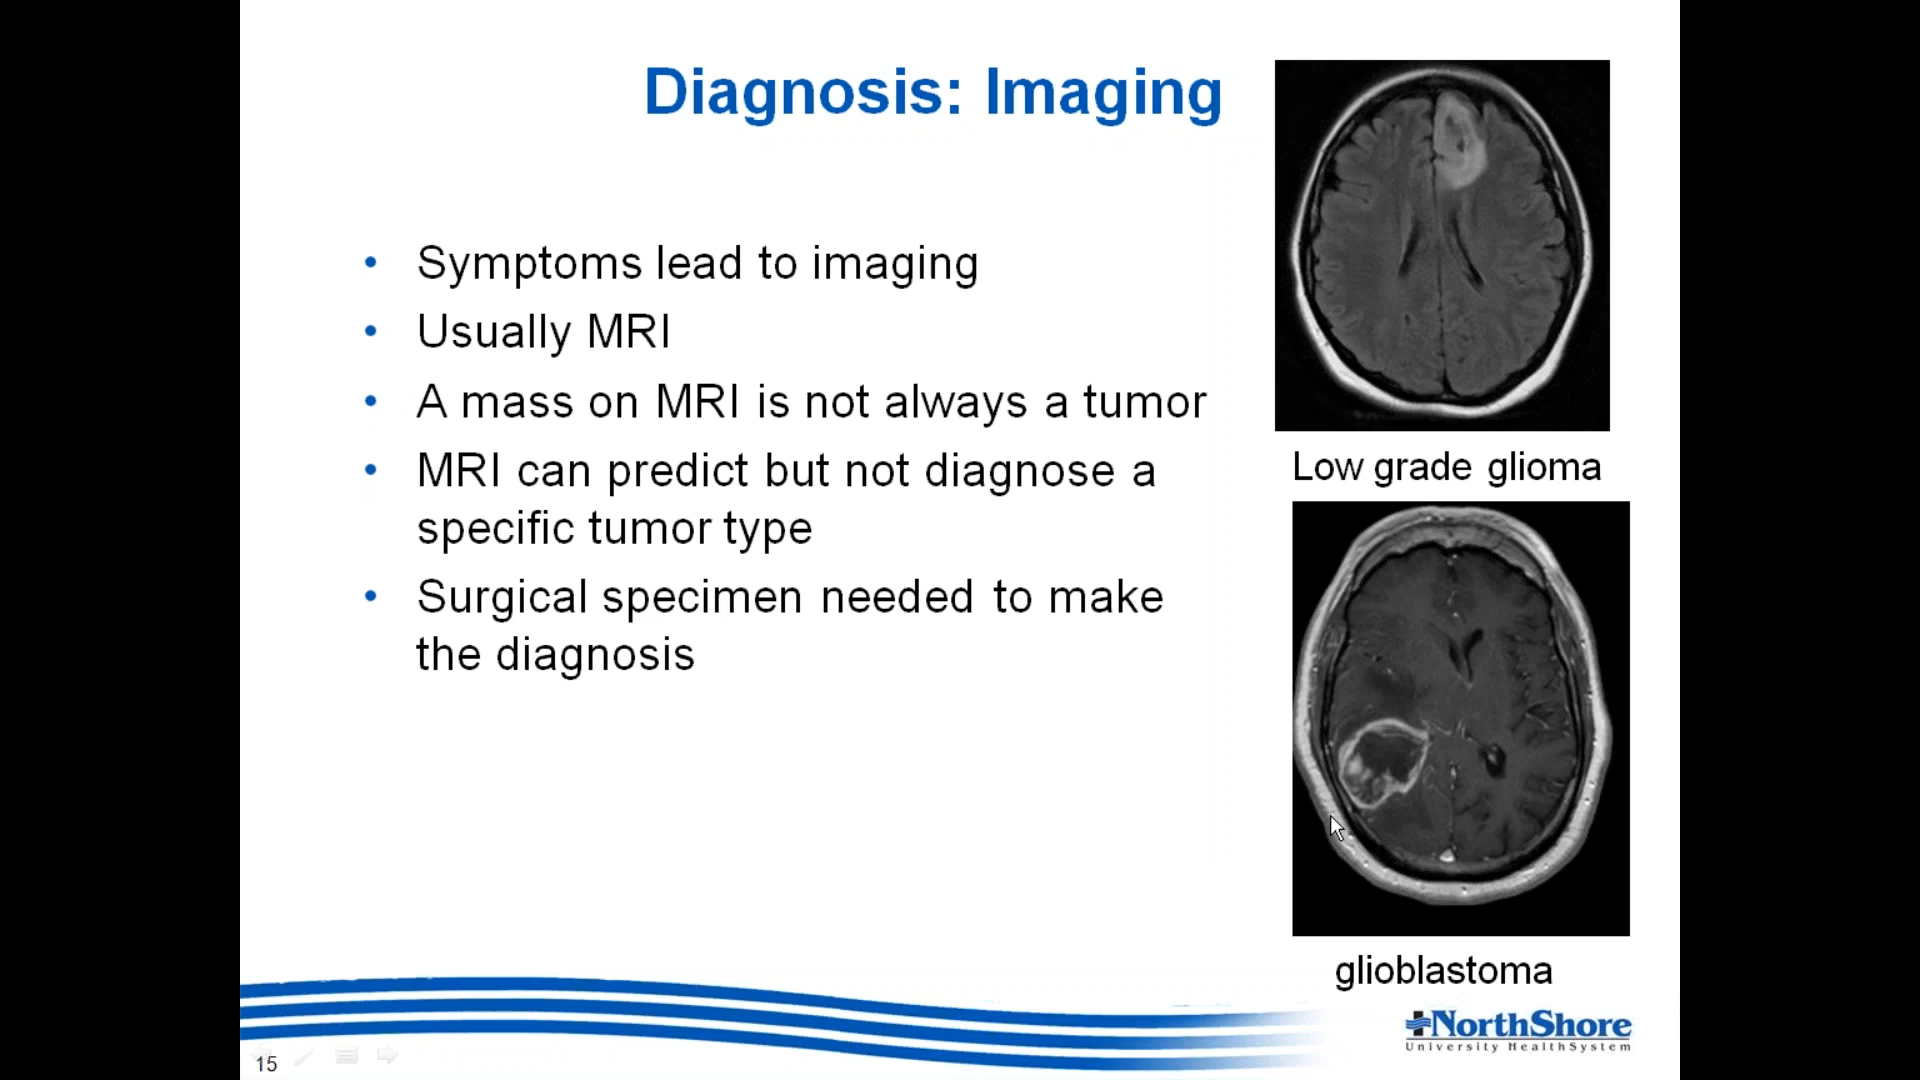 Diagnosis: Imaging
• Symptoms lead to imaging
• Usually MRI
• A mass on MRI is not always a tumor
• MRI can predict but not diagnose a
specific tumor type
• Surgical specimen needed to make
the diagnosis
Low grade glioma
glioblastoma
NorthShore
University HealthSystem
15